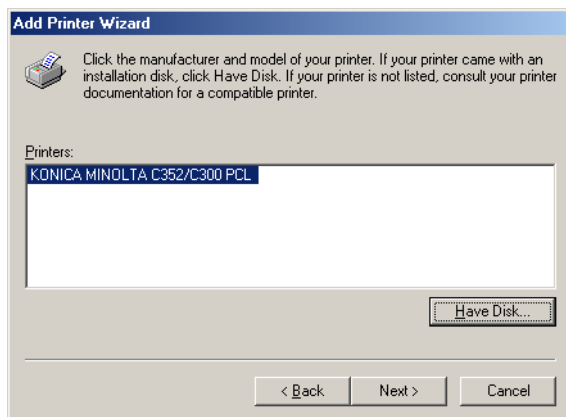 Add Printer Wizard
Click the manufacturer and model of your printer. If your printer came with an
installation disk, click Have Disk. If your printer is not listed, consult your printer
documentation for a compatible printer.
Printers:
KONICA MINOLTA C352/C300 PCL
Have Disk...
< Back
Next >
Cancel